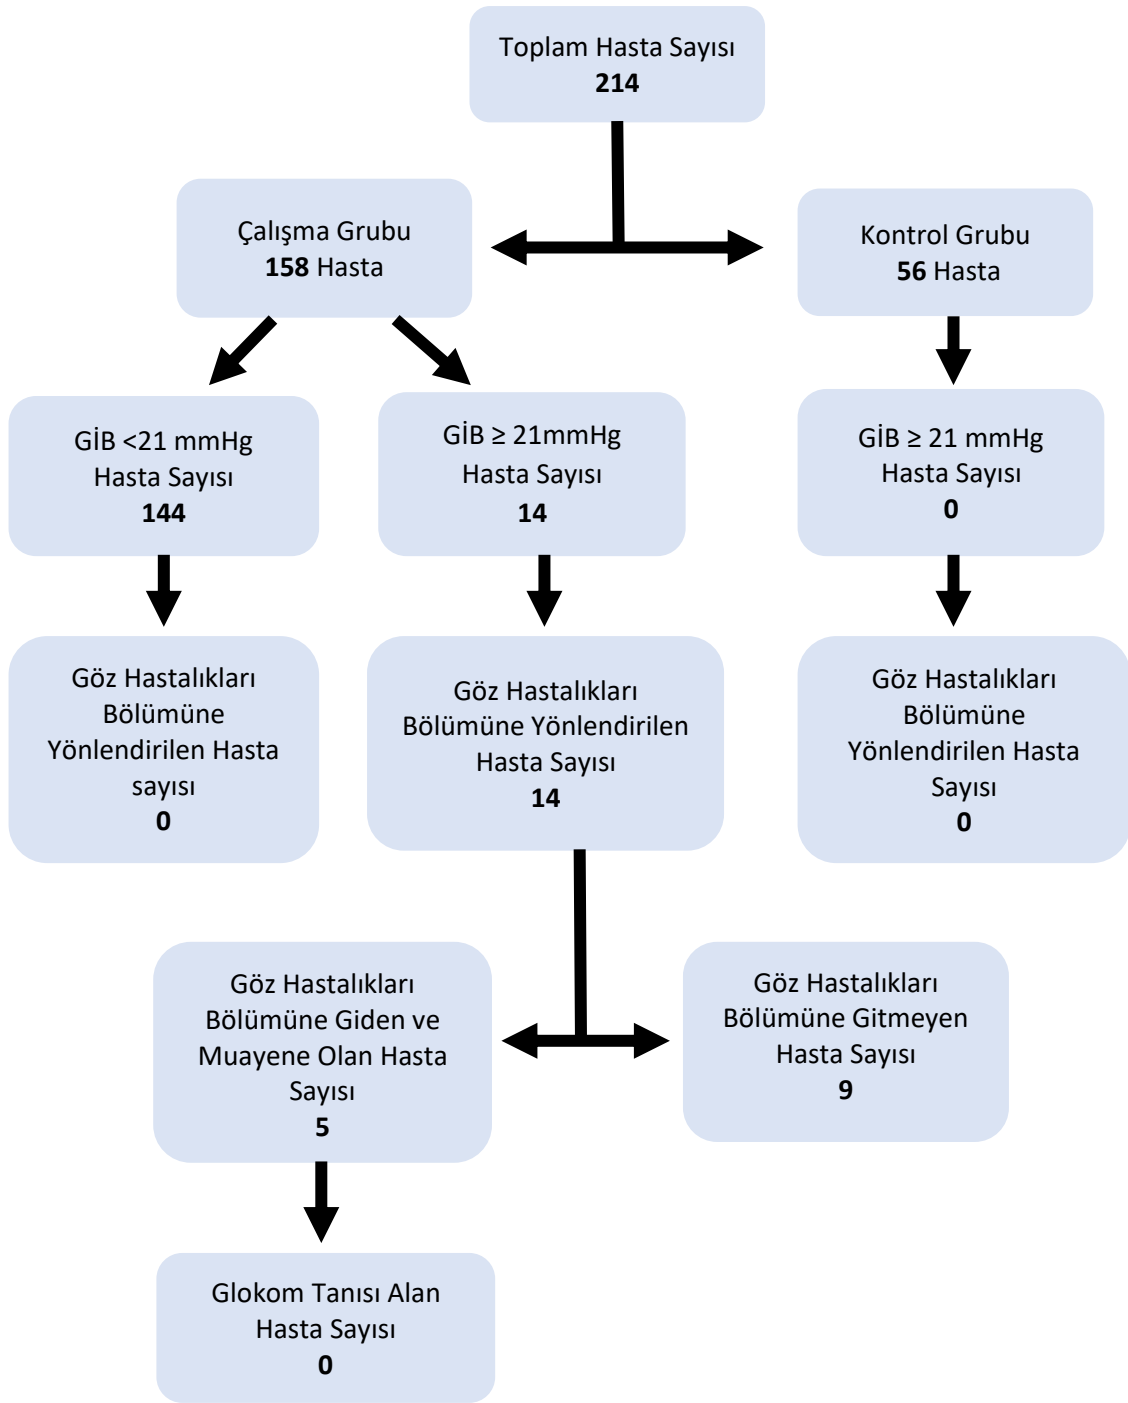 Toplam Hasta Sayısı
214
Çalışma Grubu
158 Hasta
Kontrol Grubu
56 Hasta
GİB <21 mmHg
Hasta Sayısı
144
GİB ≥ 21mmHg
Hasta Sayısı
14
GİB ≥ 21 mmHg
Hasta Sayısı
0
Göz Hastalıkları
Bölümüne
Yönlendirilen Hasta
sayısı
0
Göz Hastalıkları
Bölümüne Yönlendirilen
Hasta Sayısı
14
Göz Hastalıkları
Bölümüne
Yönlendirilen Hasta
Sayısı
0
Göz Hastalıkları
Bölümüne Giden ve
Muayene Olan Hasta
Sayısı
5
Göz Hastalıkları
Bölümüne Gitmeyen
Hasta Sayısı
9
Glokom Tanısı Alan
Hasta Sayısı
0